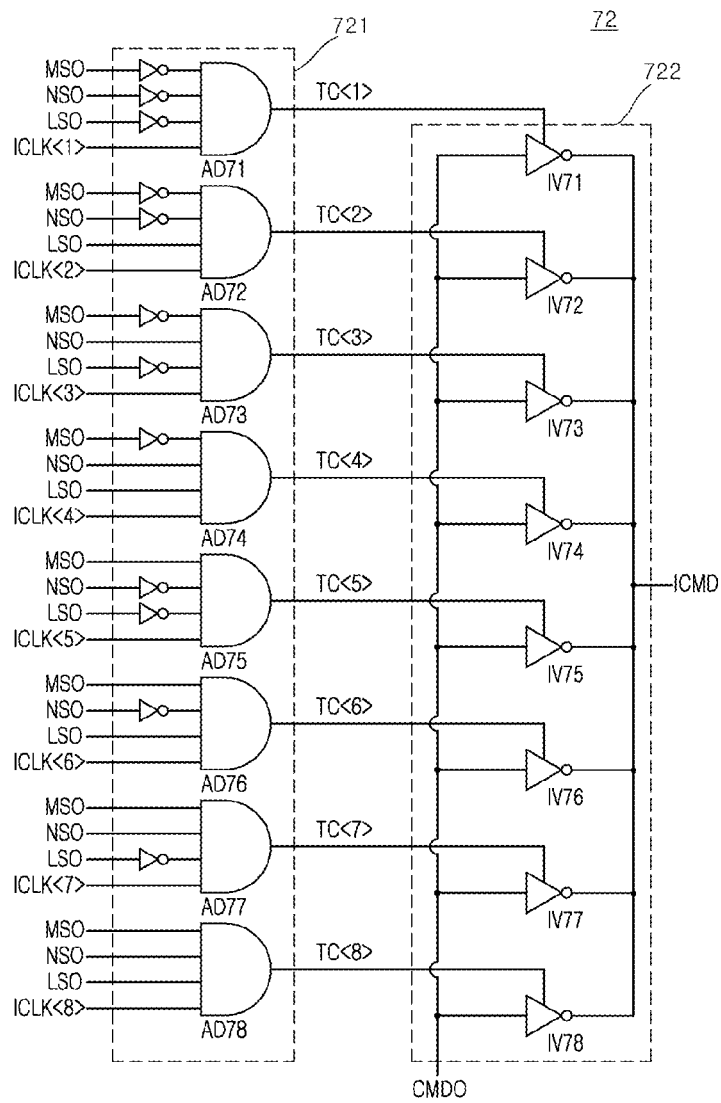 72
721
722
MSO
NSO
LSO
ICLK<1>
AD71
TC<1>
IV71
MSO
NSO
LSO
ICLK<2>
AD72
TC<2>
IV72
MSO
NSO
LSO
ICLK<3>
AD73
TC<3>
IV73
MSO
NSO
LSO
ICLK<4>
AD74
TC<4>
IV74
MSO
NSO
LSO
ICLK<5>
AD75
TC<5>
IV75
ICMD
MSO
NSO
LSO
ICLK<6>
AD76
TC<6>
IV76
MSO
NSO
LSO
ICLK<7>
AD77
TC<7>
IV77
MSO
NSO
LSO
ICLK<8>
AD78
TC<8>
IV78
CMDO